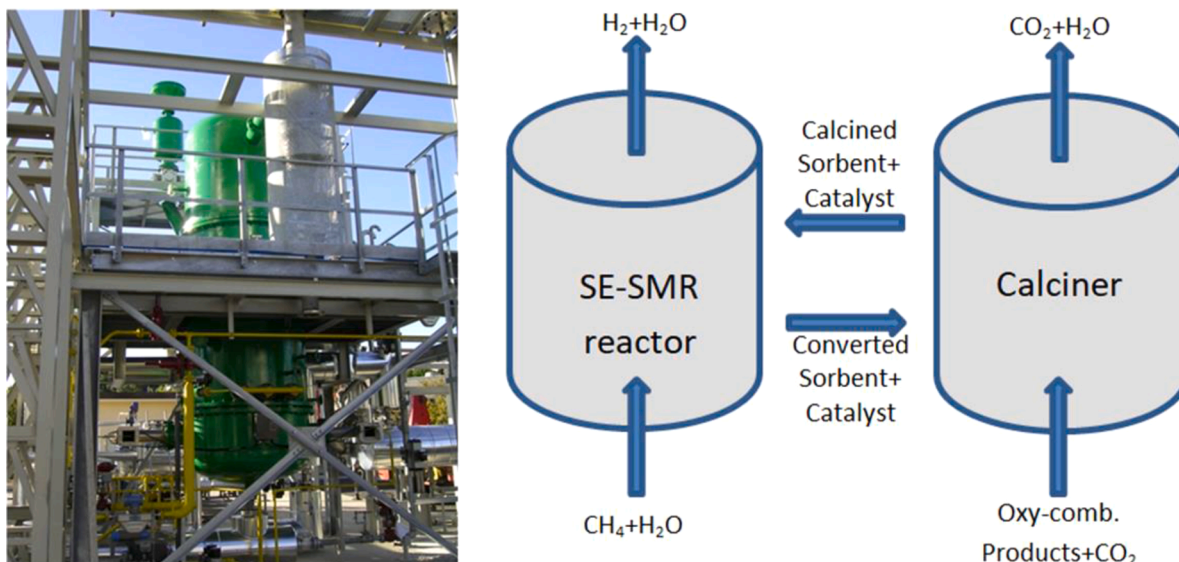 H₂+H₂O
SE-SMR
reactor
CH₄+H₂O
Calcined
Sorbent+
Catalyst
Converted
Sorbent+
Catalyst
CO₂+H₂O
Calciner
Oxy-comb.
Products+CO₂